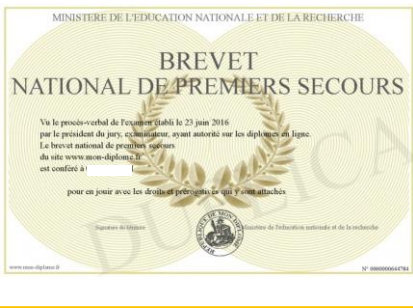 MINISTERE DE L'EDUCATION NATIONALE ET DE LA RECHERCHE
BREVET
NATIONAL DE PREMIERS SECOURS
Vu le procès-verbal de l'examen établi le 23 juin 2016
par le président du jury, examinateur, ayant autorité sur les diplomes en ligne.
Le brevet national de premiers secours
du site www.mon-diplome.fr
est conféré à
pour en jouir avec les droits et prérogatives qui y sont attachés
Signature du titulaire
Ministère de l'éducation nationale et de la recherche
www.mon-diplome.fr